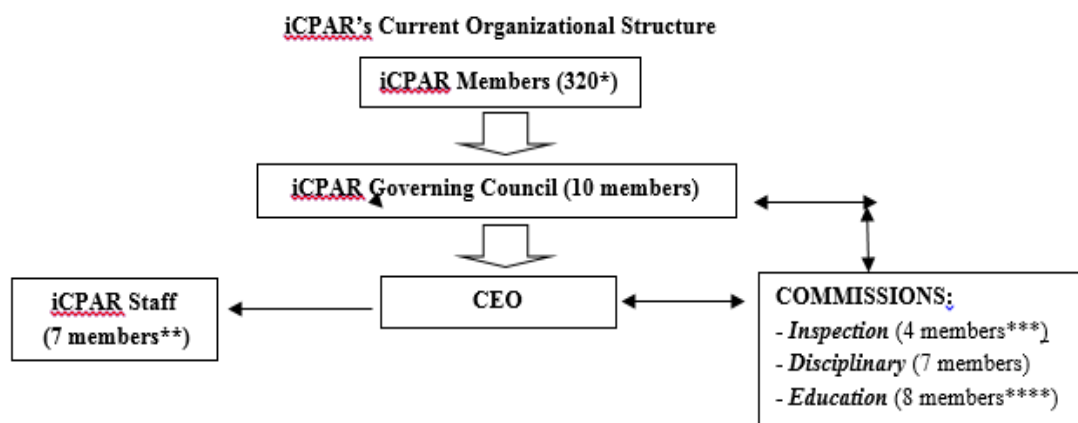 iCPAR's Current Organizational Structure
iCPAR Members (320*)
iCPAR Governing Council (10 members)
CEO
iCPAR Staff
(7 members**)
COMMISSIONS:
- Inspection (4 members***)
- Disciplinary (7 members)
- Education (8 members****)